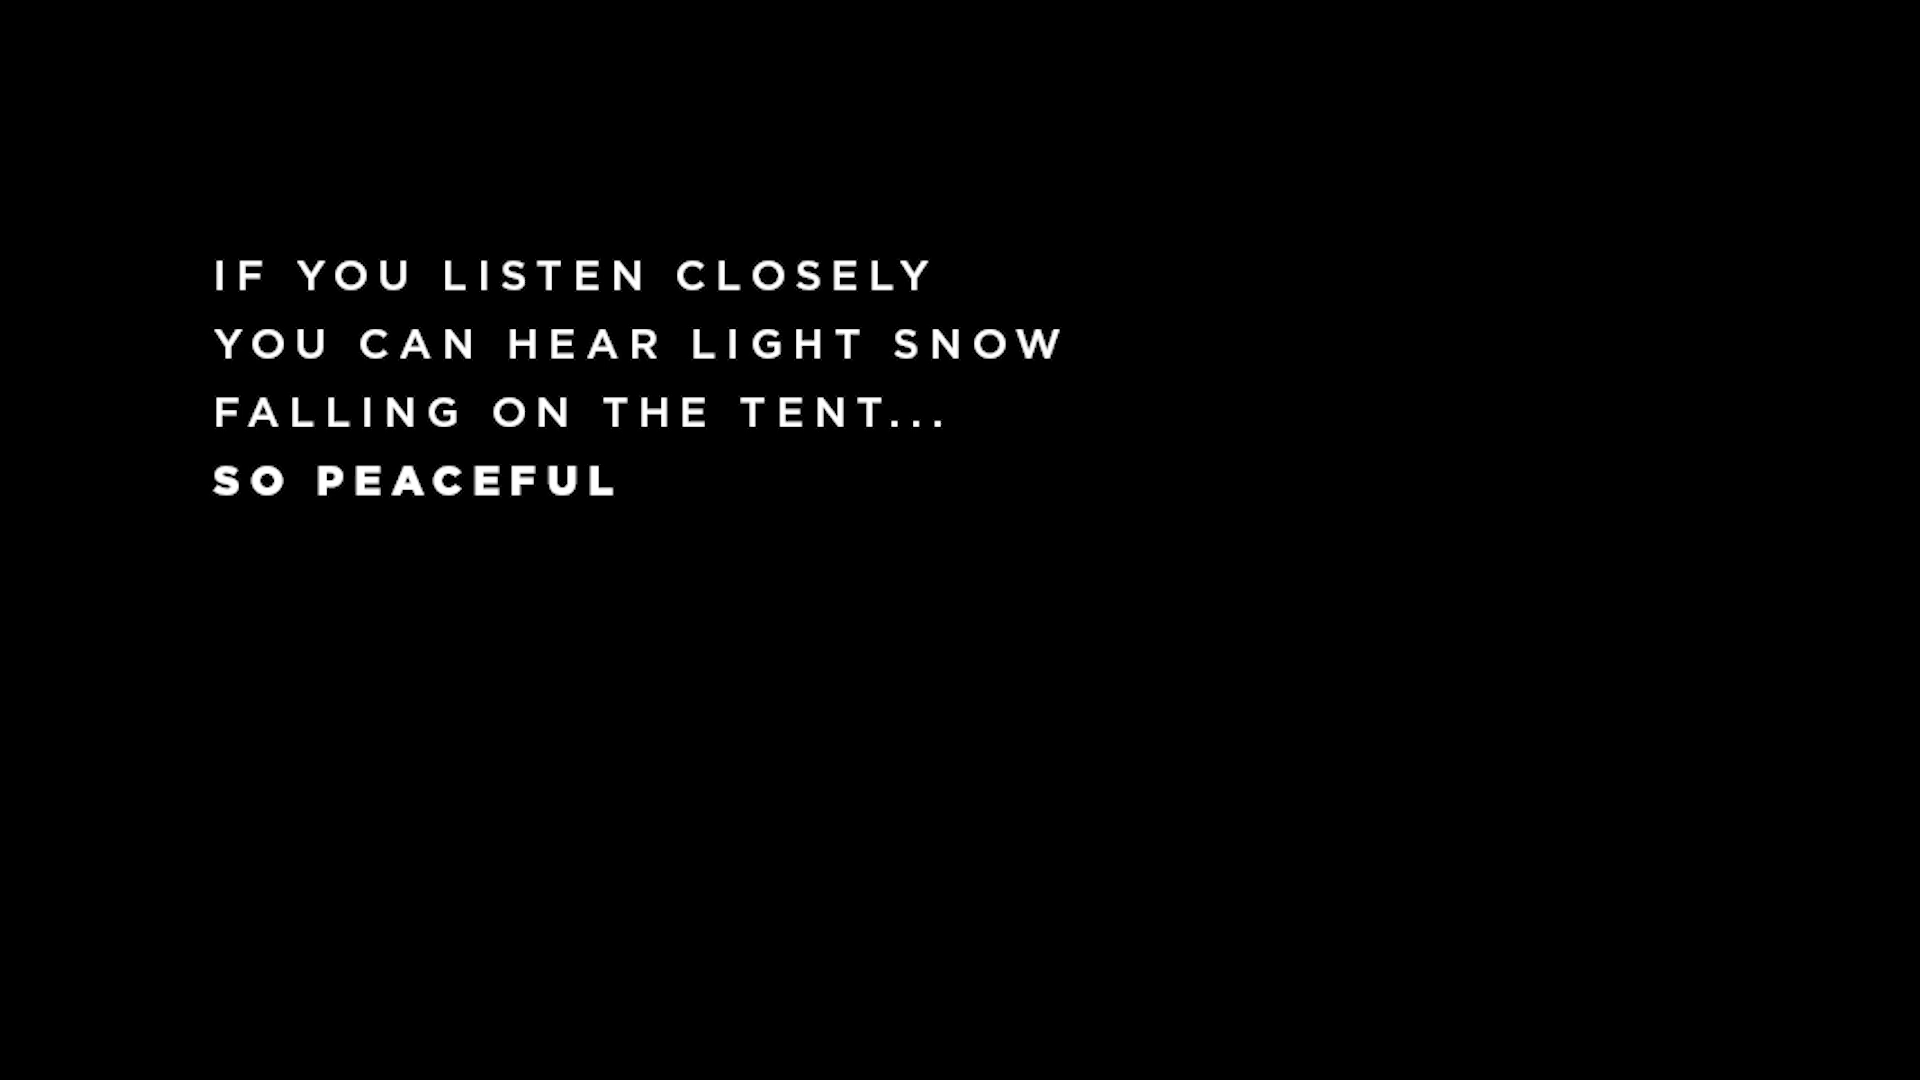 IF YOU LISTEN CLOSELY
YOU CAN HEAR LIGHT SNOW
FALLING ON THE TENT...
SO PEACEFUL